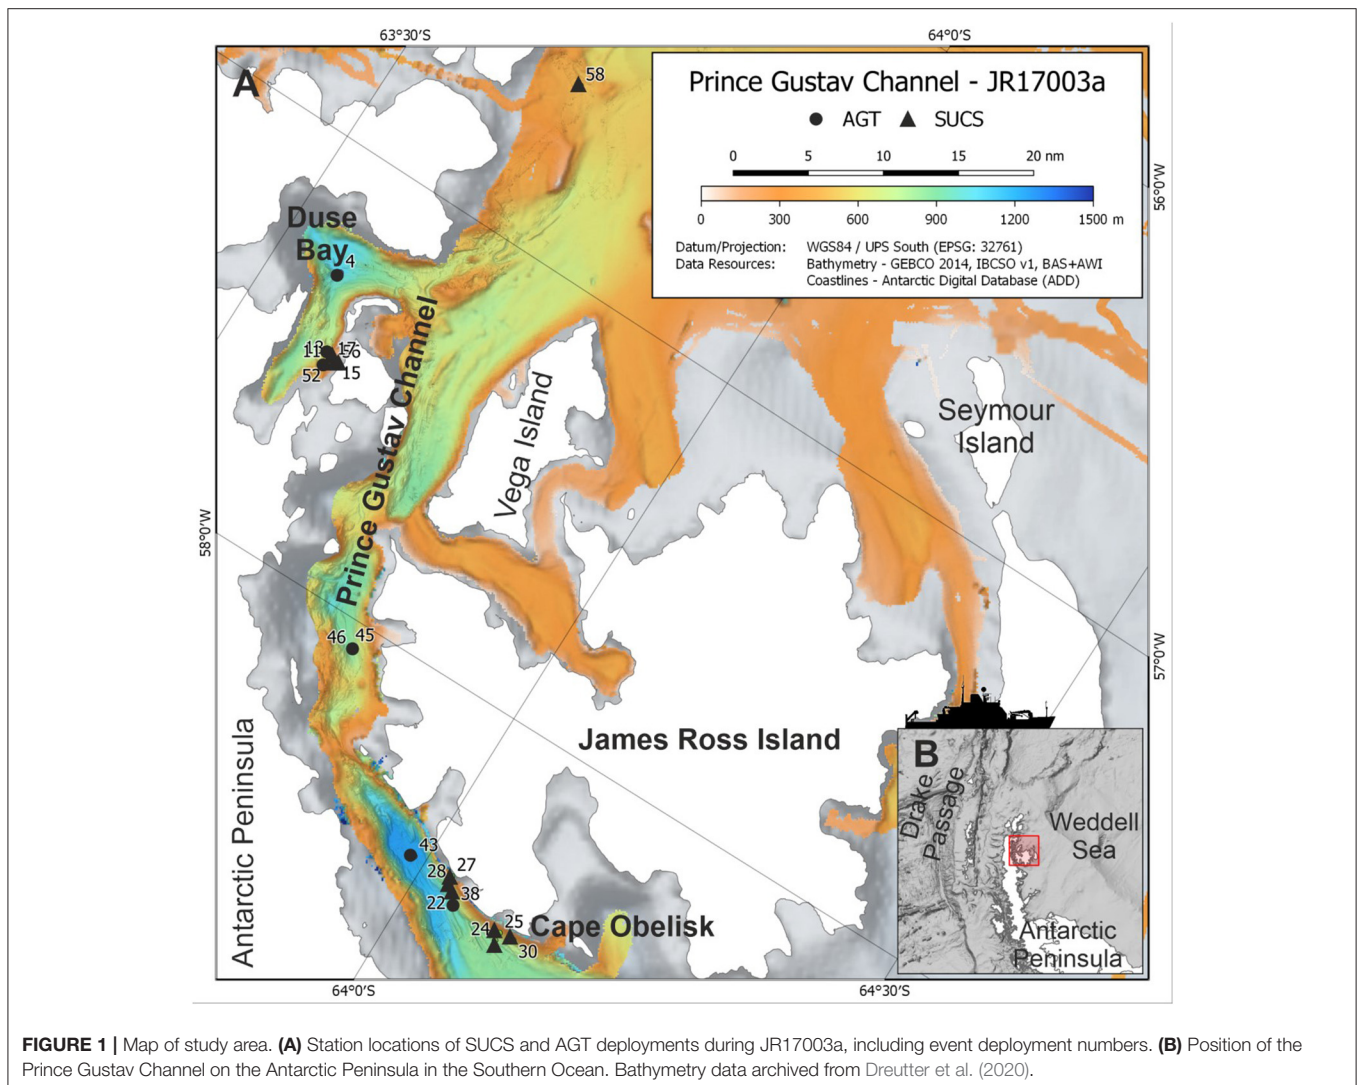 63°30'S
64°0'S
A
58
Prince Gustav Channel - JR17003a
AGT SUCS
0 5 10 15 20 nm
0 300 600 900 1200 1500 m
Datum/Projection: WGS84 / UPS South (EPSG: 32761)
Data Resources: Bathymetry - GEBCO 2014, IBCSO v1, BAS+AWI
Coastlines - Antarctic Digital Database (ADD)
56°0'W
Duse
Bay
4
17
52
15
Prince Gustav Channel
Vega Island
Seymour
Island
58°0'W
46 45
57°0'W
James Ross Island
Antarctic Peninsula
43
27
28
38
22
24 25
Cape Obelisk
30
B
Drake
Passage
Weddell
Sea
Antarctic
Peninsula
64°0'S
64°30'S
FIGURE 1 | Map of study area. (A) Station locations of SUCS and AGT deployments during JR17003a, including event deployment numbers. (B) Position of the
Prince Gustav Channel on the Antarctic Peninsula in the Southern Ocean. Bathymetry data archived from Dreutter et al. (2020).